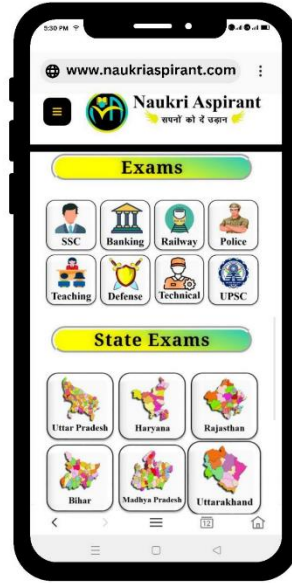 5:30 PM
www.naukriaspirant.com
Naukri Aspirant
सपनों को दें उड़ान
Exams
SSC Banking Railway Police
Teaching Defense Technical UPSC
State Exams
Uttar Pradesh Haryana Rajasthan
Bihar Madhya Pradesh Uttarakhand
12